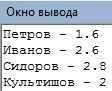 Окно вывода
Петров - 1.6
Иванов - 2.6
Сидоров - 2.8
Культишов - 2